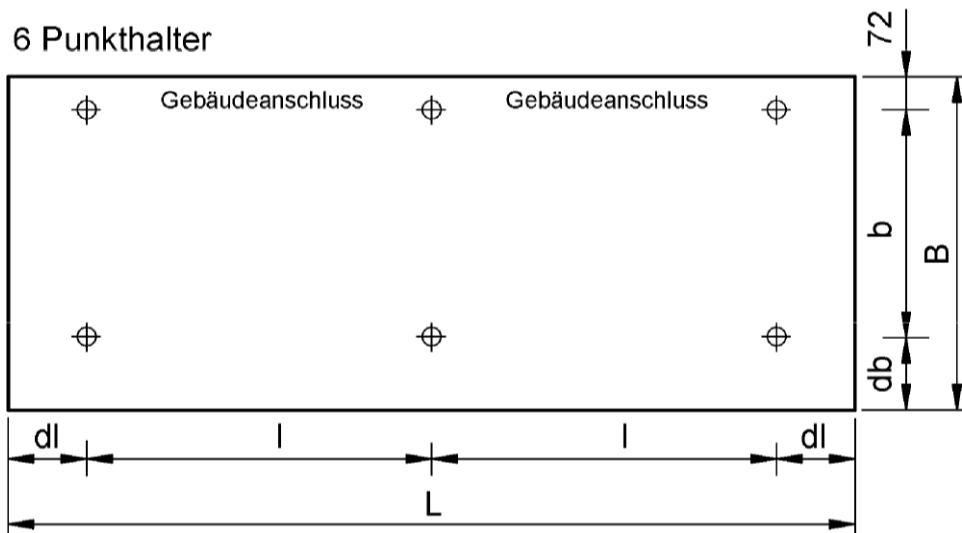 6 Punkthalter
72
Gebäudeanschluss Gebäudeanschluss
b
B
db
dl l l dl
L